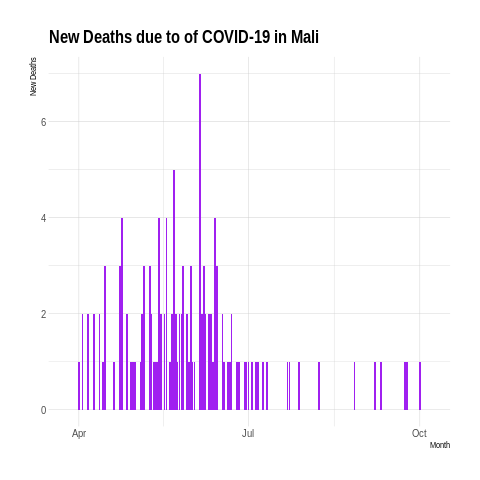 New Deaths due to of COVID-19 in Mali
New Deaths
6
4
2
0
Apr Jul Oct
Month